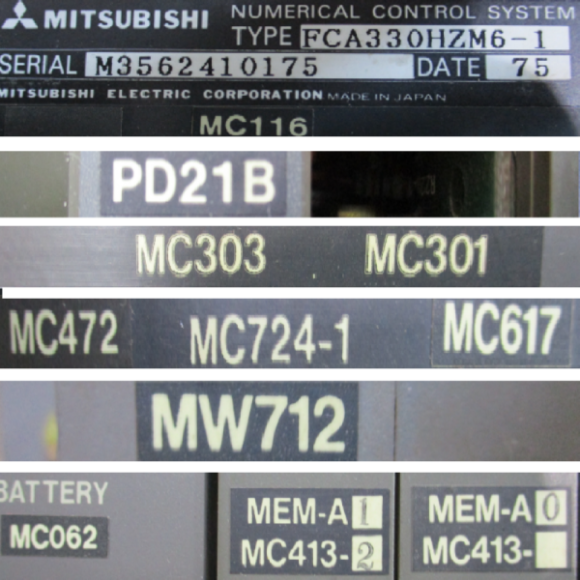 MITSUBISHI NUMERICAL CONTROL SYSTEM
TYPE FCA330HZM6-1
SERIAL M3562410175 DATE 75
MITSUBISHI ELECTRIC CORPORATION MADE IN JAPAN
MC116
PD21B
MC303 MC301
MC472 MC724-1 MC617
MW712
BATTERY MEM-A 1 MEM-A 0
MC062 MC413-2 MC413-